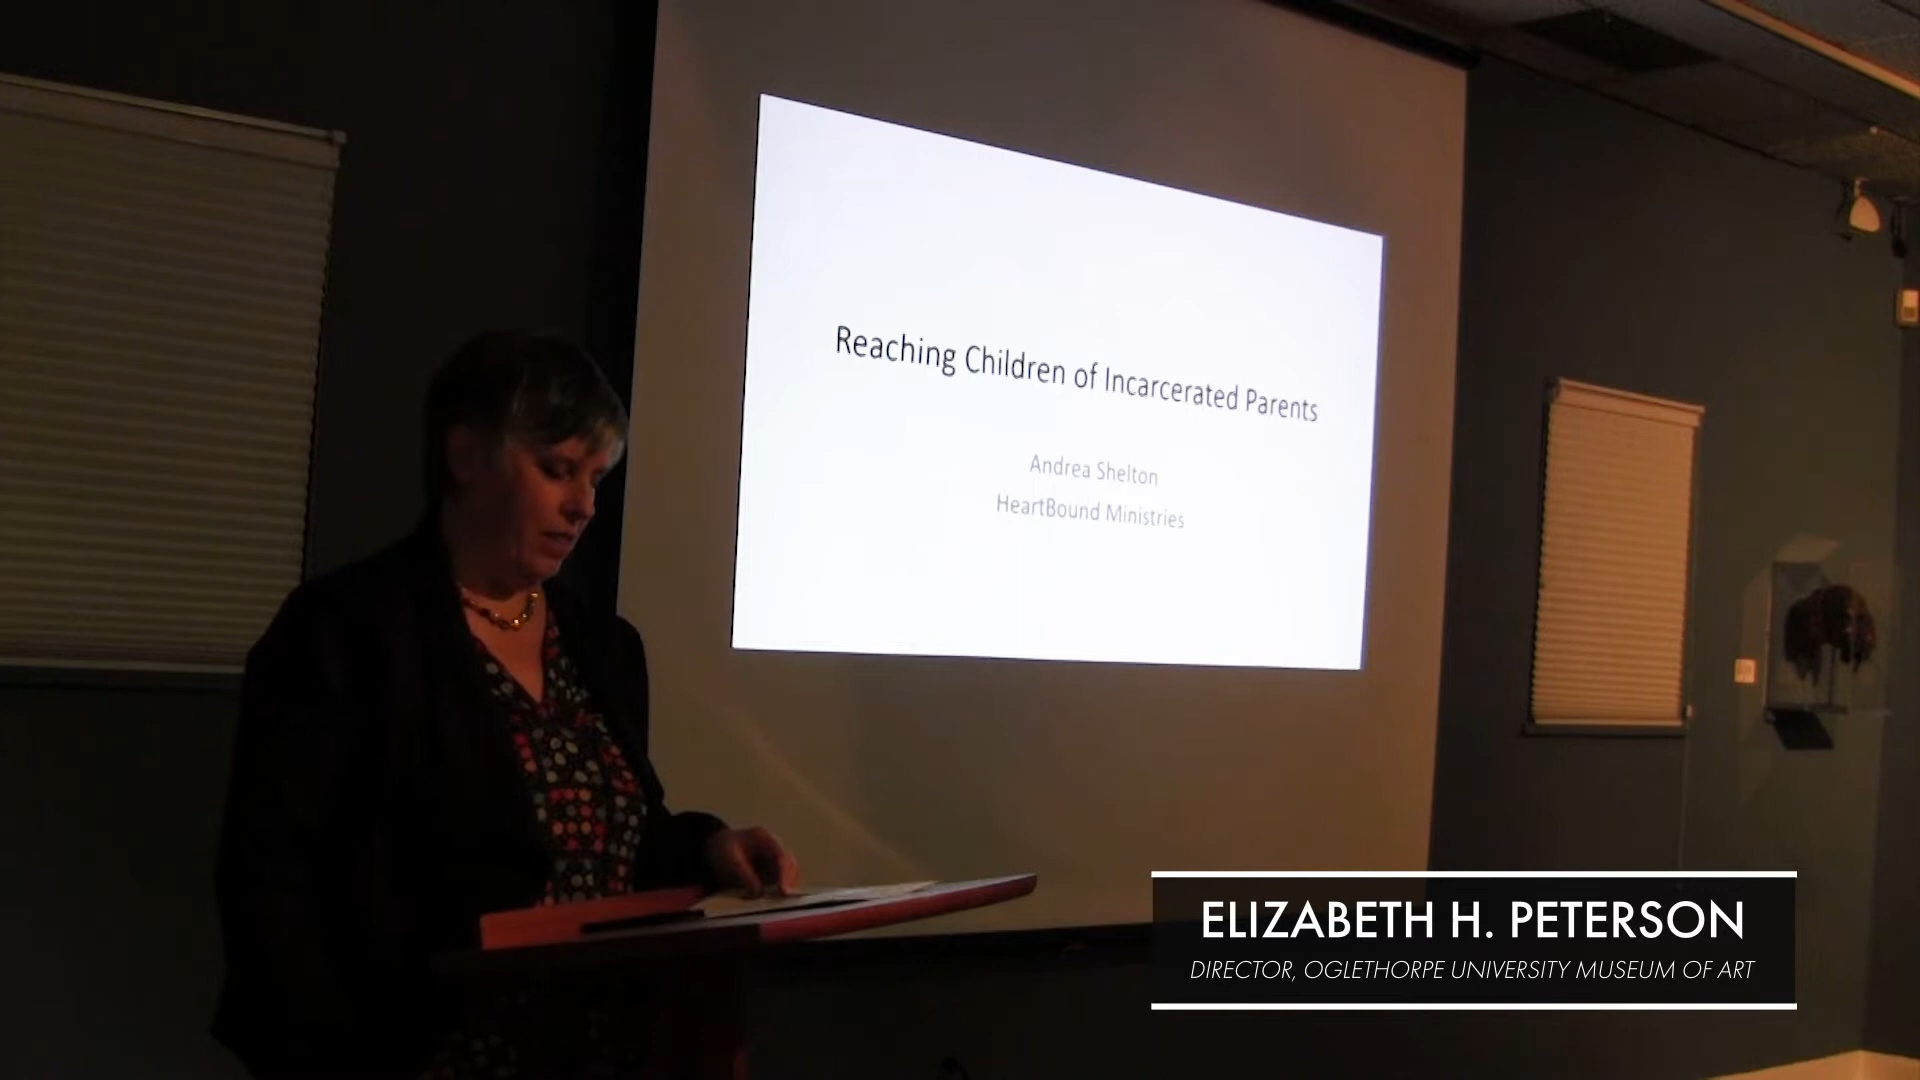 Reaching Children of Incarcerated Parents
Andrea Shelton
HeartBound Ministries
ELIZABETH H. PETERSON
DIRECTOR, OGLETHORPE UNIVERSITY MUSEUM OF ART